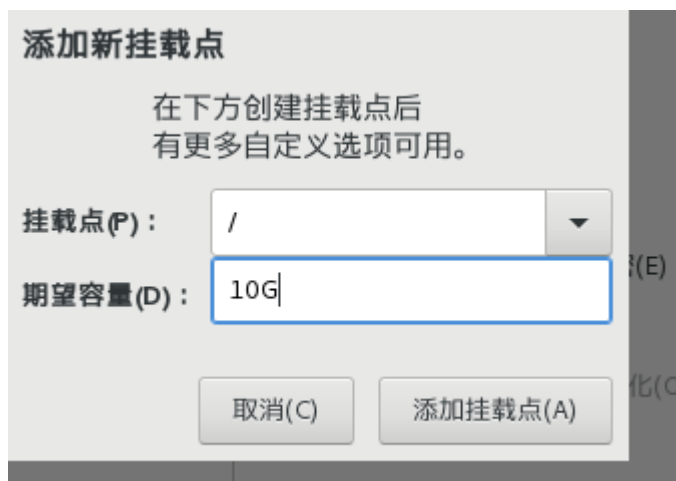 添加新挂载点
在下方创建挂载点后
有更多自定义选项可用。
挂载点(P)：
/
期望容量(D)：
10G
(E)
取消(C)
添加挂载点(A)
化(C